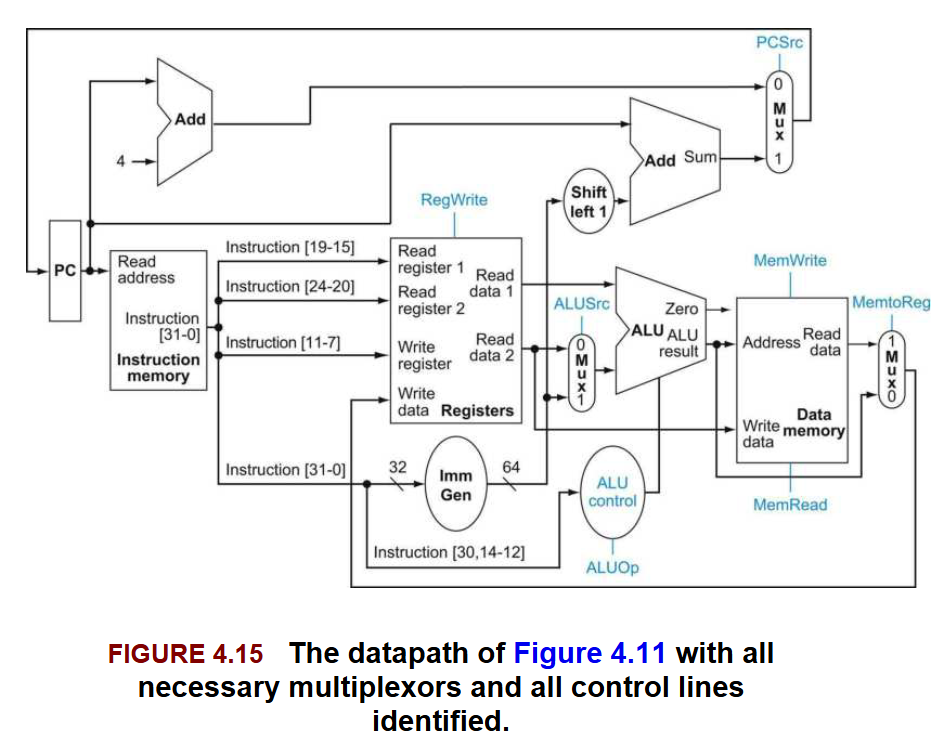 PCSrc
0
M
u
x
1
Add
4
Add Sum
Shift
left 1
RegWrite
PC
Read
address
Instruction
[31-0]
Instruction
memory
Instruction [19-15]
Instruction [24-20]
Instruction [11-7]
Instruction [31-0]
Read
register 1
Read
data 1
Read
register 2
Write
register
Read
data 2
Write
data
Registers
ALUSrc
0
M
u
x
1
Zero
ALU
ALU
result
MemWrite
Address
Read
data
Write
data
Data
memory
MemRead
MemtoReg
1
M
u
x
0
32
Imm
Gen
64
ALU
control
ALUOp
Instruction [30,14-12]
FIGURE 4.15 The datapath of Figure 4.11 with all
necessary multiplexors and all control lines
identified.